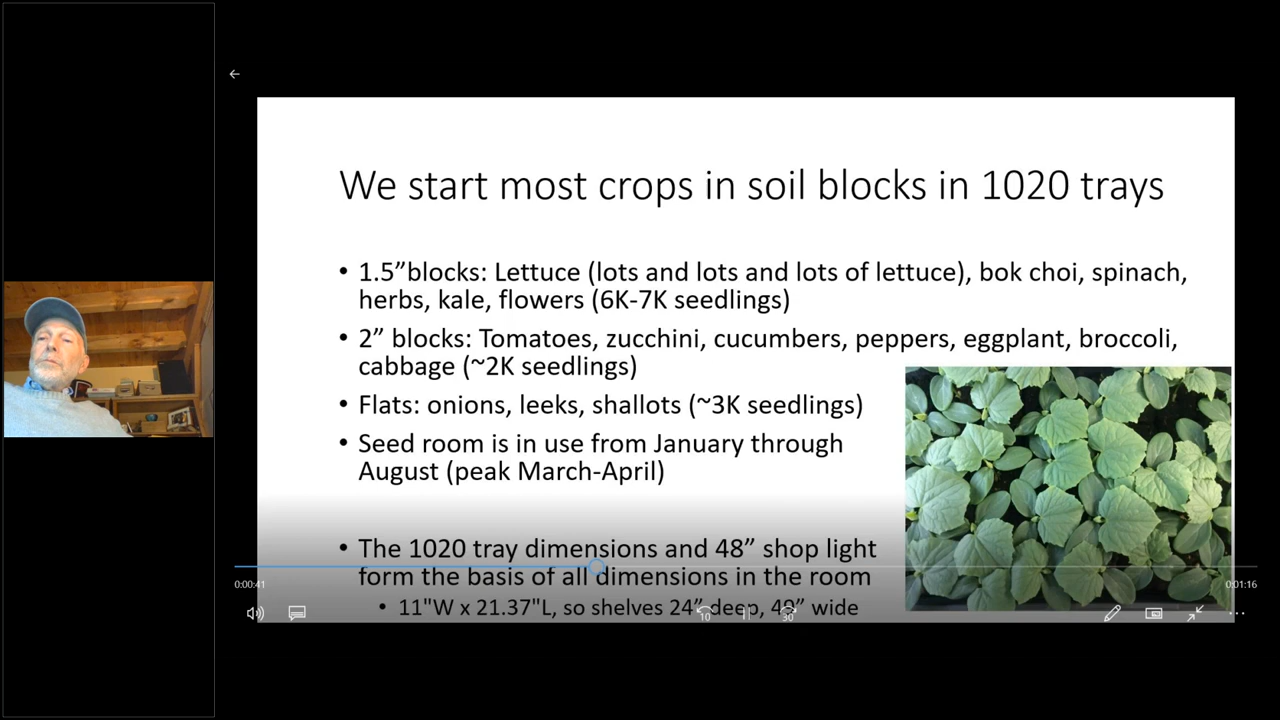 We start most crops in soil blocks in 1020 trays
• 1.5”blocks: Lettuce (lots and lots and lots of lettuce), bok choi, spinach,
herbs, kale, flowers (6K-7K seedlings)
• 2” blocks: Tomatoes, zucchini, cucumbers, peppers, eggplant, broccoli,
cabbage (~2K seedlings)
• Flats: onions, leeks, shallots (~3K seedlings)
• Seed room is in use from January through
August (peak March-April)
• The 1020 tray dimensions and 48” shop light
form the basis of all dimensions in the room
0:00:41
0:01:16
• 11"W x 21.37"L, so shelves 24” deep, 49” wide
10
30